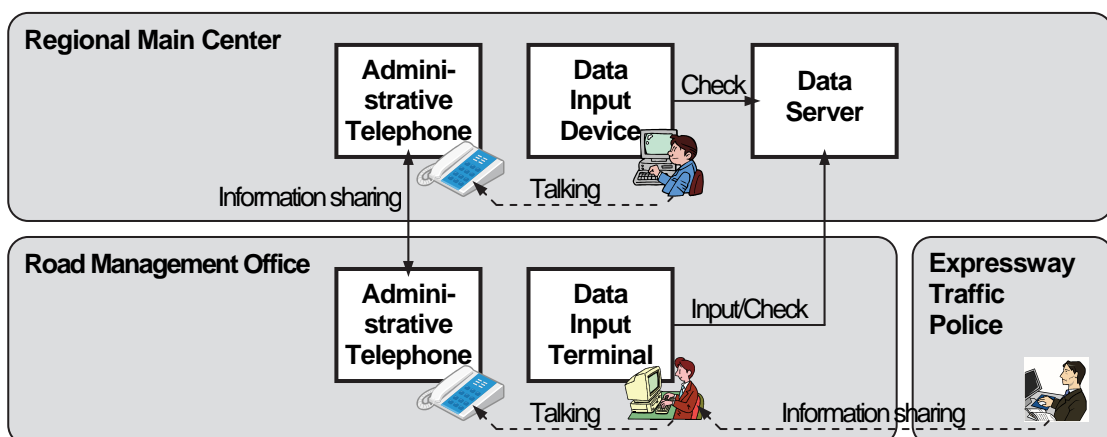 Regional Main Center
Admini-
strative
Telephone
Data
Input
Device
Check
Data
Server
Information sharing
Talking
Road Management Office
Admini-
strative
Telephone
Data
Input
Terminal
Input/Check
Talking
Information sharing
Expressway
Traffic
Police